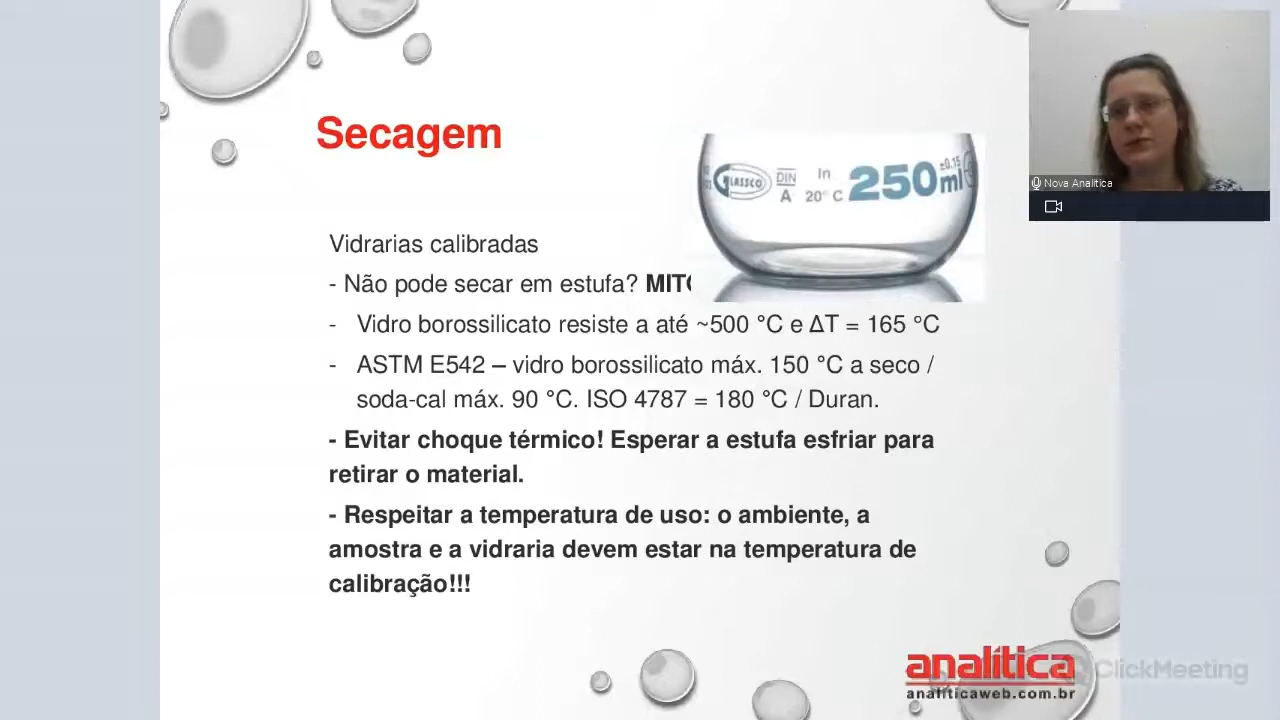 Secagem
GLASSCO
DIN
A
In
20° C
250ml
±0.15
Nova Analitica
Vidrarias calibradas
- Não pode secar em estufa?
- Vidro borossilicato resiste a até ~500 °C e ΔT = 165 °C
- ASTM E542 – vidro borossilicato máx. 150 °C a seco /
soda-cal máx. 90 °C. ISO 4787 = 180 °C / Duran.
- Evitar choque térmico! Esperar a estufa esfriar para
retirar o material.
- Respeitar a temperatura de uso: o ambiente, a
amostra e a vidraria devem estar na temperatura de
calibração!!!
analítica
analiticaweb.com.br
ClickMeeting